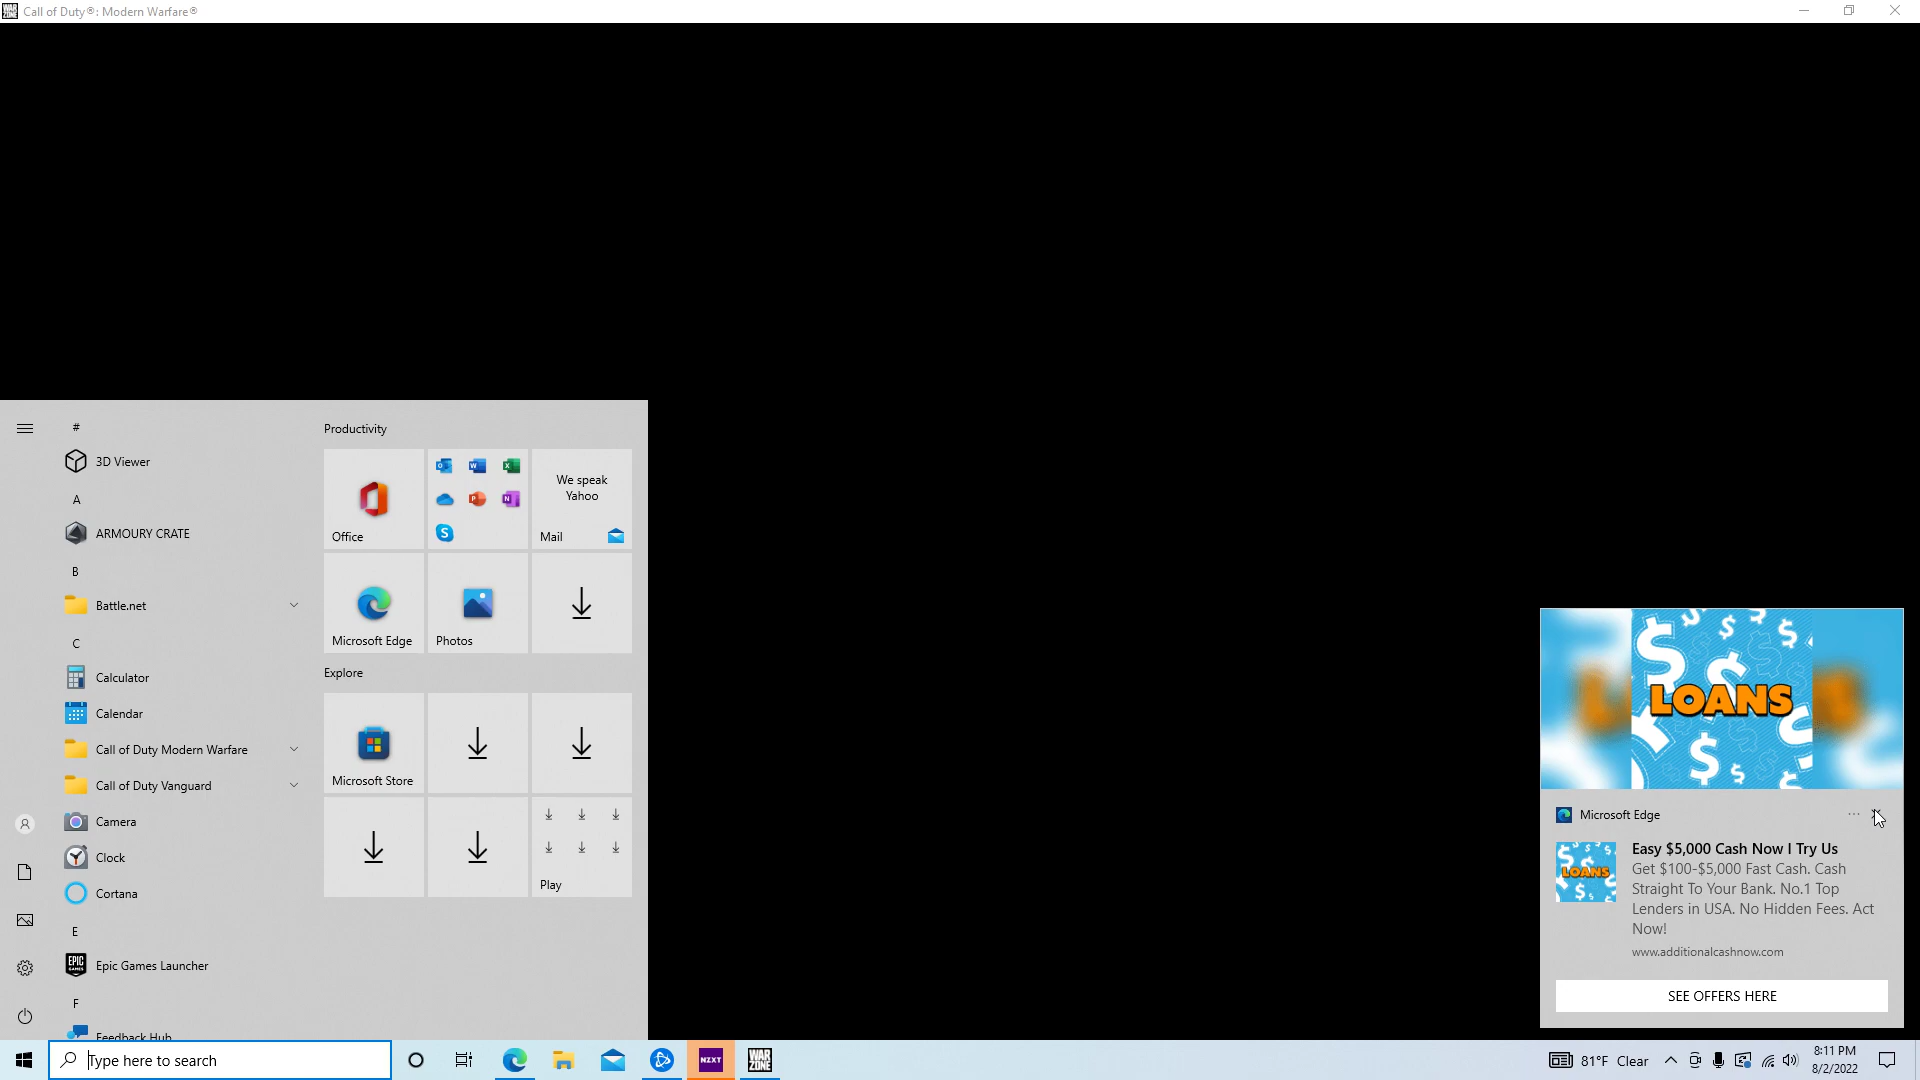 Call of Duty®: Modern Warfare®
#
3D Viewer
A
ARMOURY CRATE
B
Battle.net
C
Calculator
Calendar
Call of Duty Modern Warfare
Call of Duty Vanguard
Camera
Clock
Cortana
E
Epic Games Launcher
F
Feedback Hub
Productivity
Office
We speak
Yahoo
Mail
Microsoft Edge
Photos
Explore
Microsoft Store
Play
LOANS
Microsoft Edge
Easy $5,000 Cash Now I Try Us
LOANS
Get $100-$5,000 Fast Cash. Cash
Straight To Your Bank. No.1 Top
Lenders in USA. No Hidden Fees. Act
Now!
www.additionalcashnow.com
SEE OFFERS HERE
Type here to search
NZXT
WAR
ZONE
81°F Clear
8:11 PM
8/2/2022